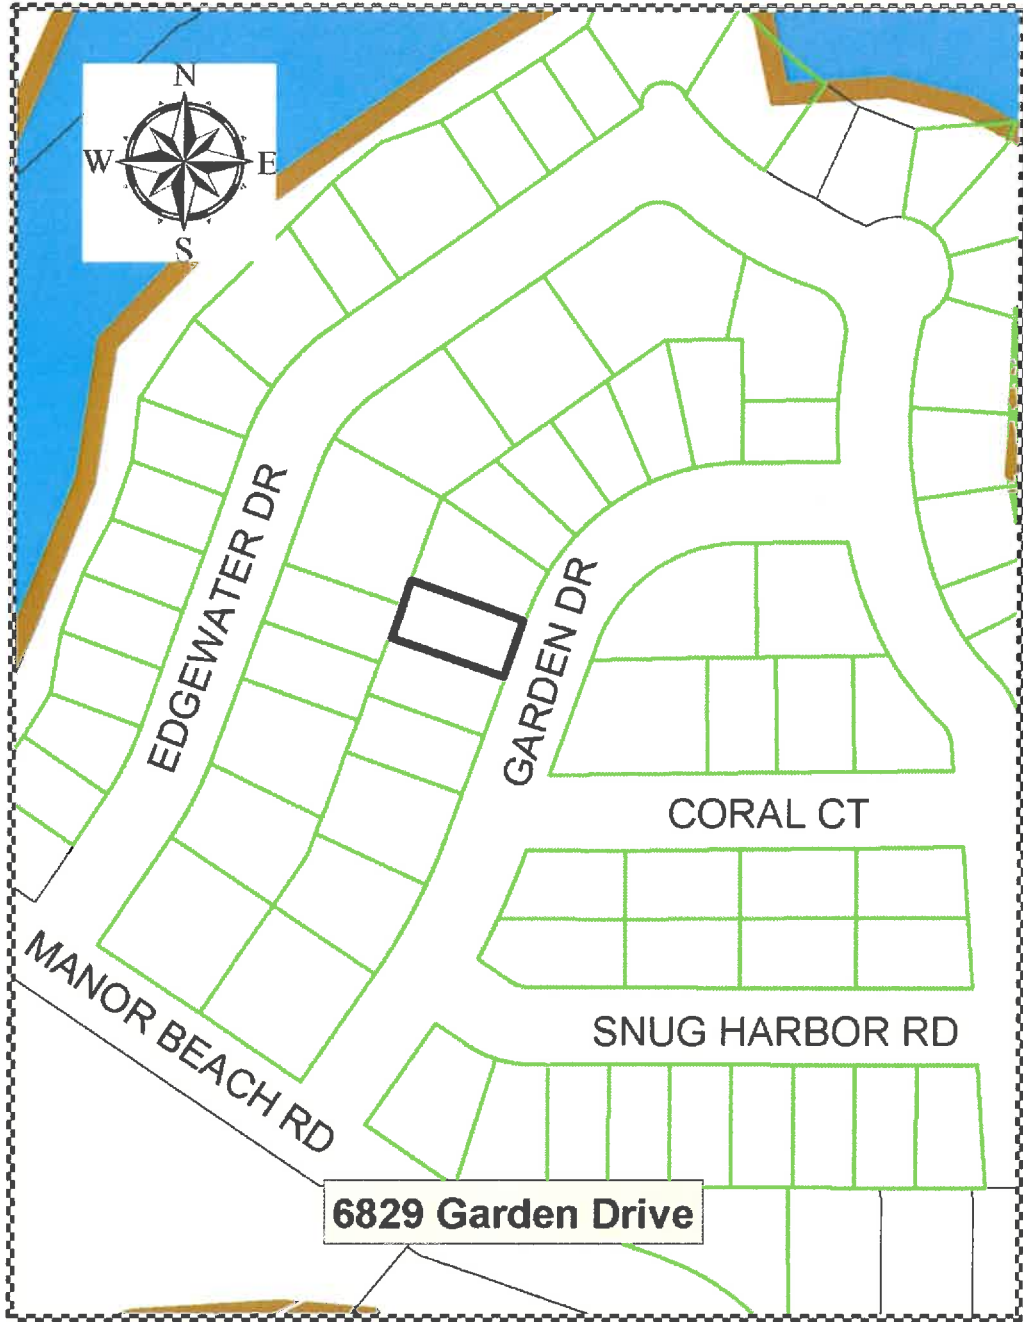 N
W E
S
EDGEWATER DR
GARDEN DR
CORAL CT
MANOR BEACH RD
SNUG HARBOR RD
6829 Garden Drive